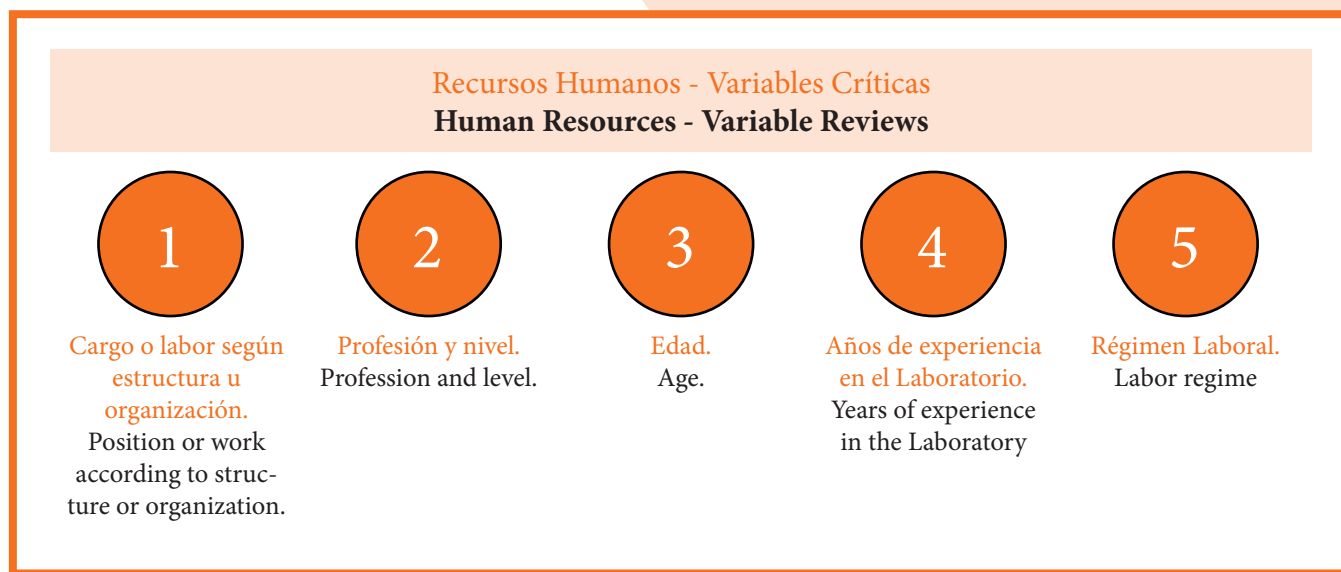 Recursos Humanos - Variables Críticas
Human Resources - Variable Reviews
1
Cargo o labor según
estructura u
organización.
Position or work
according to struc-
ture or organization.
2
Profesión y nivel.
Profession and level.
3
Edad.
Age.
4
Años de experiencia
en el Laboratorio.
Years of experience
in the Laboratory
5
Régimen Laboral.
Labor regime